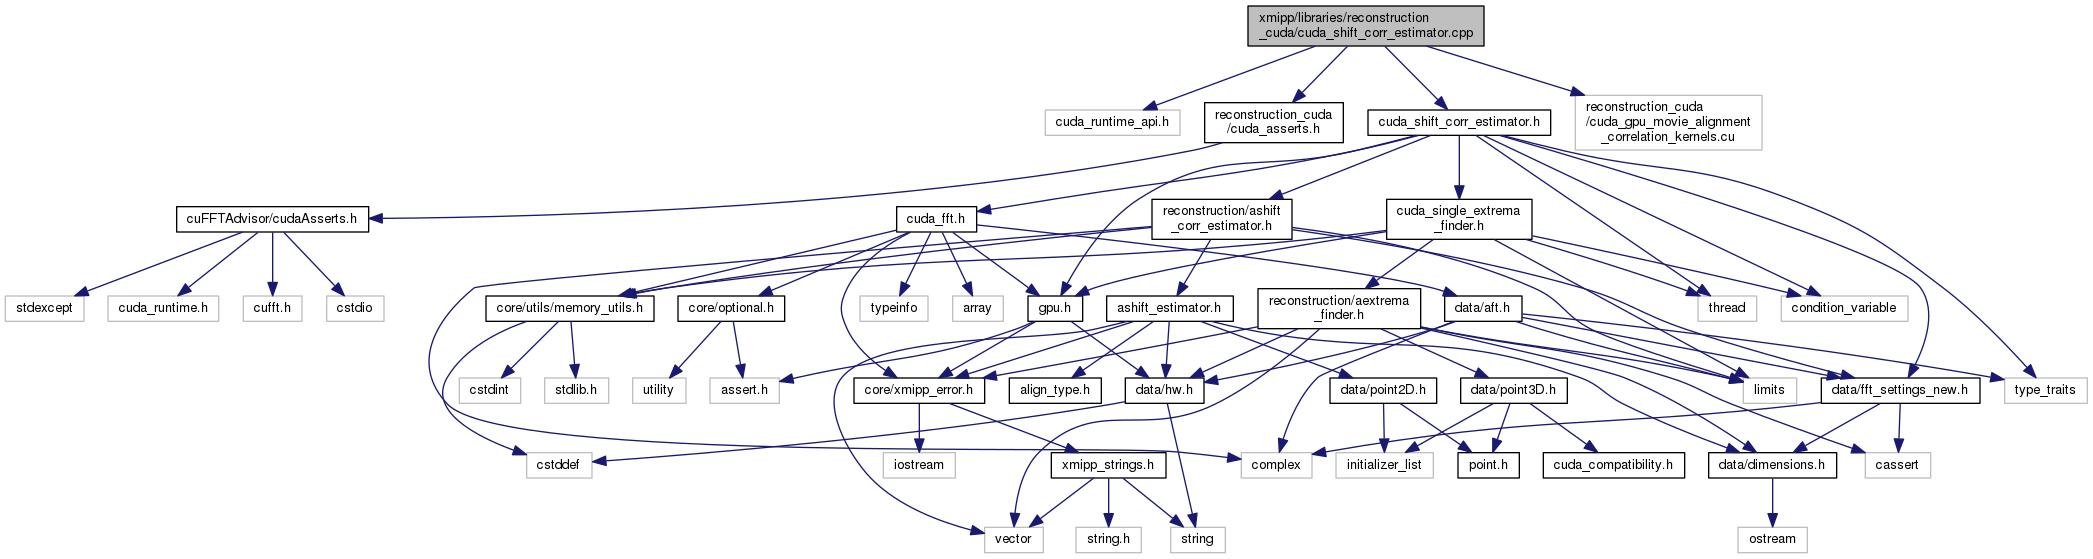 xmipp/libraries/reconstruction
_cuda/cuda_shift_corr_estimator.cpp
cuda_runtime_api.h
reconstruction_cuda
/cuda_asserts.h
cuda_shift_corr_estimator.h
reconstruction_cuda
/cuda_gpu_movie_alignment
_correlation_kernels.cu
cuFFTAdvisor/cudaAsserts.h
cuda_fft.h
reconstruction/ashift
_corr_estimator.h
cuda_single_extrema
_finder.h
stdexcept
cuda_runtime.h
cufft.h
cstdio
core/utils/memory_utils.h
core/optional.h
typeinfo
array
gpu.h
ashift_estimator.h
reconstruction/aextrema
_finder.h
data/aft.h
thread
condition_variable
cstdint
stdlib.h
utility
assert.h
core/xmipp_error.h
align_type.h
data/hw.h
data/point2D.h
data/point3D.h
limits
data/fft_settings_new.h
type_traits
cstddef
iostream
xmipp_strings.h
complex
initializer_list
point.h
cuda_compatibility.h
data/dimensions.h
cassert
vector
string.h
string
ostream